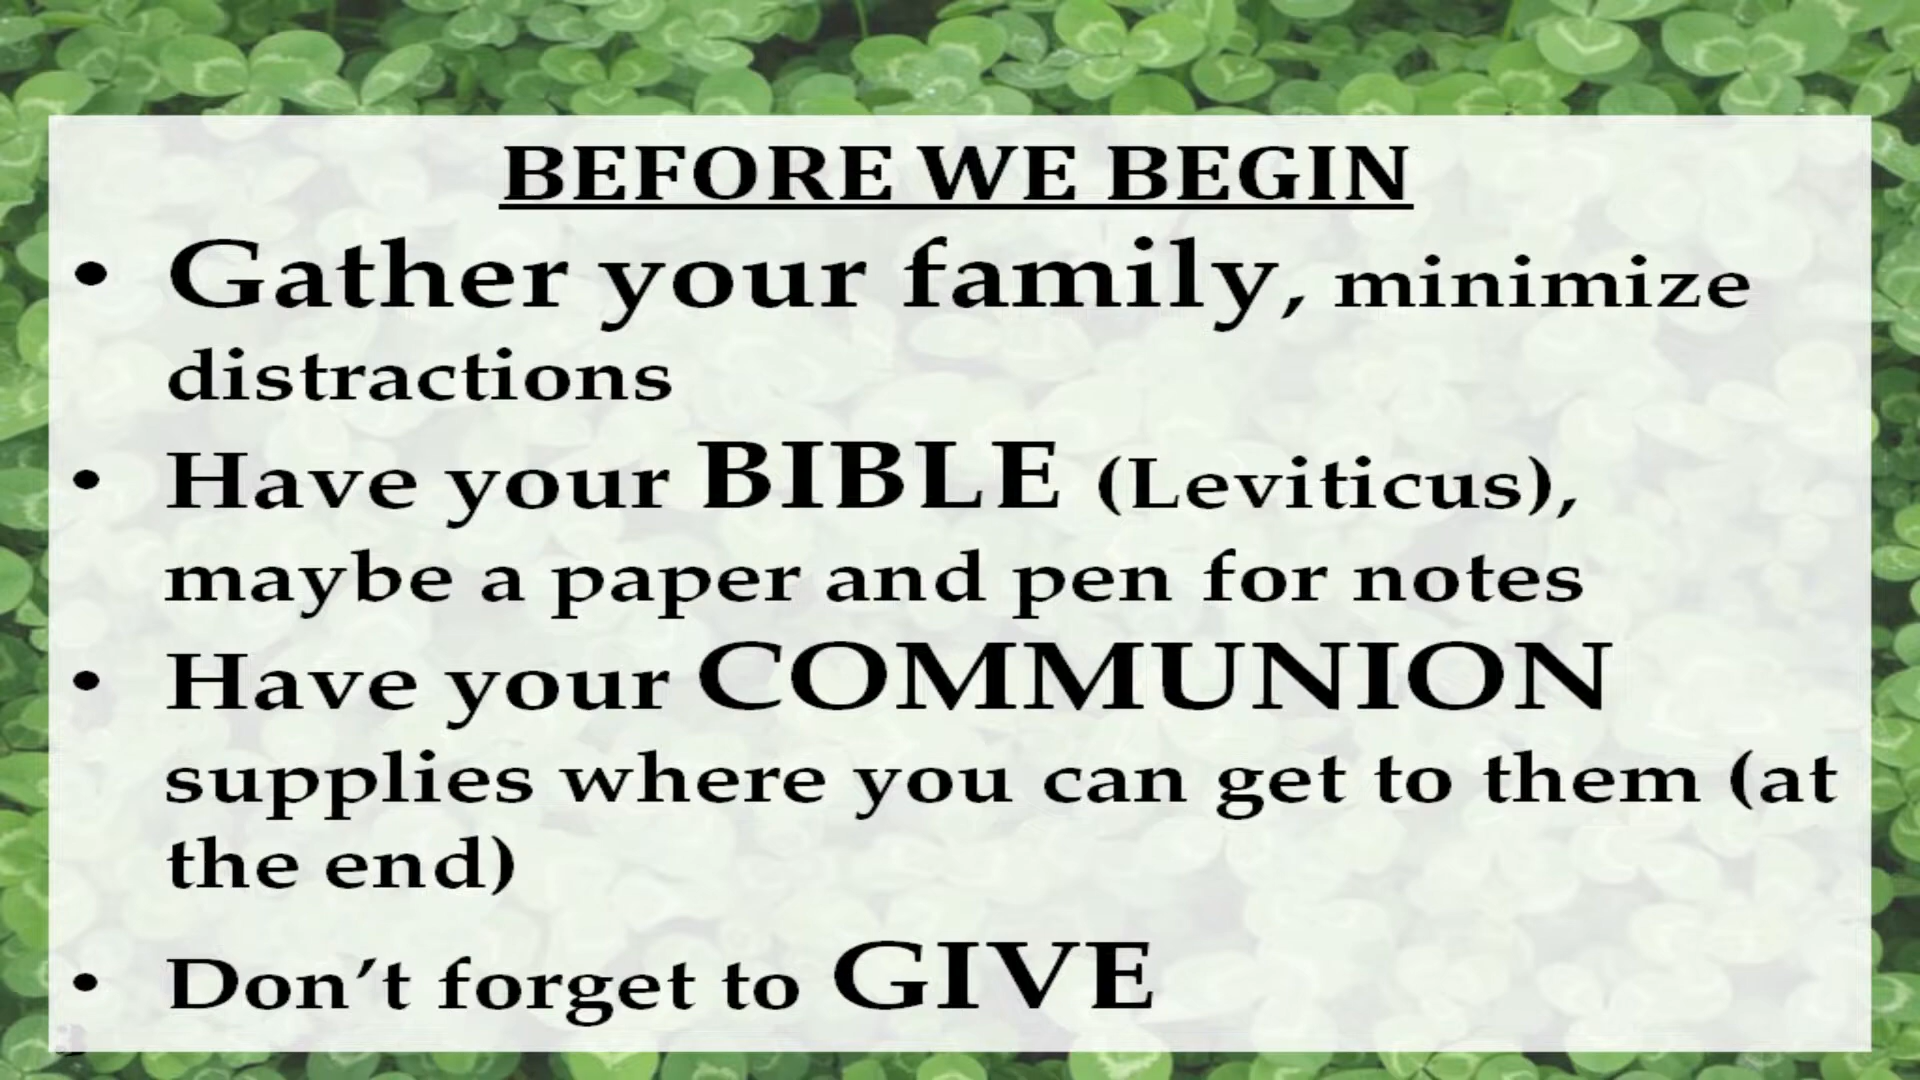 BEFORE WE BEGIN
• Gather your family, minimize
distractions
• Have your BIBLE (Leviticus),
maybe a paper and pen for notes
• Have your COMMUNION
supplies where you can get to them (at
the end)
• Don’t forget to GIVE